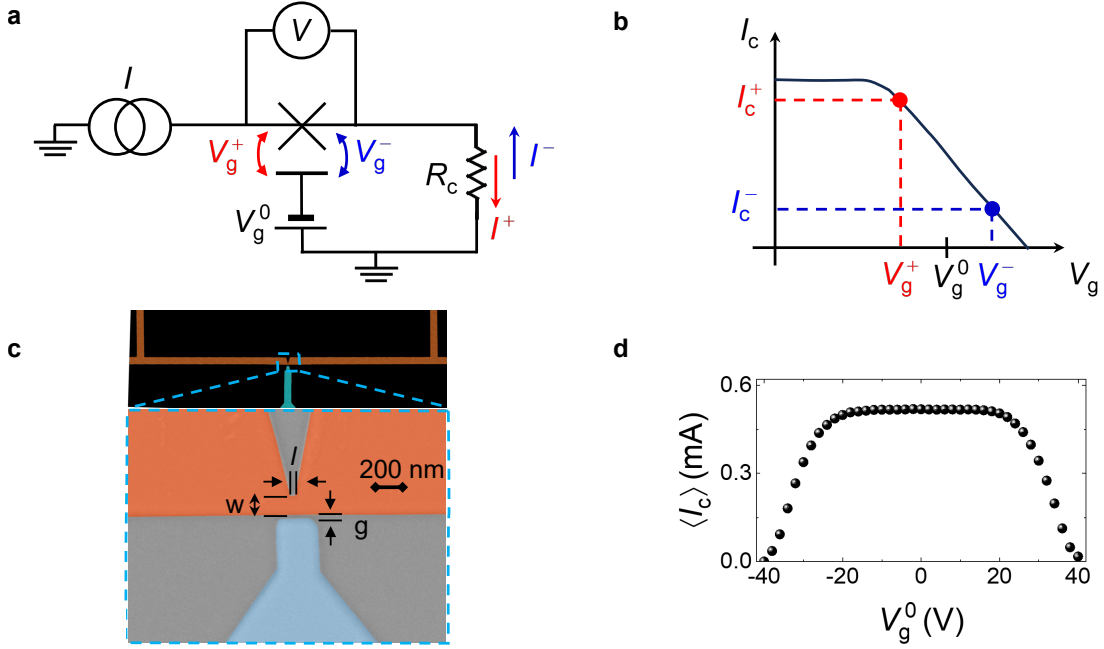 a
V
I
V_g^+
V_g^−
R_c
I^−
I^+
V_g^0
b
I_c
I_c^+
I_c^−
V_g^+
V_g^0
V_g^−
V_g
c
l
200 nm
w
g
d
⟨I_c⟩ (mA)
0.6
0.3
0.0
-40
-20
0
20
40
V_g^0 (V)